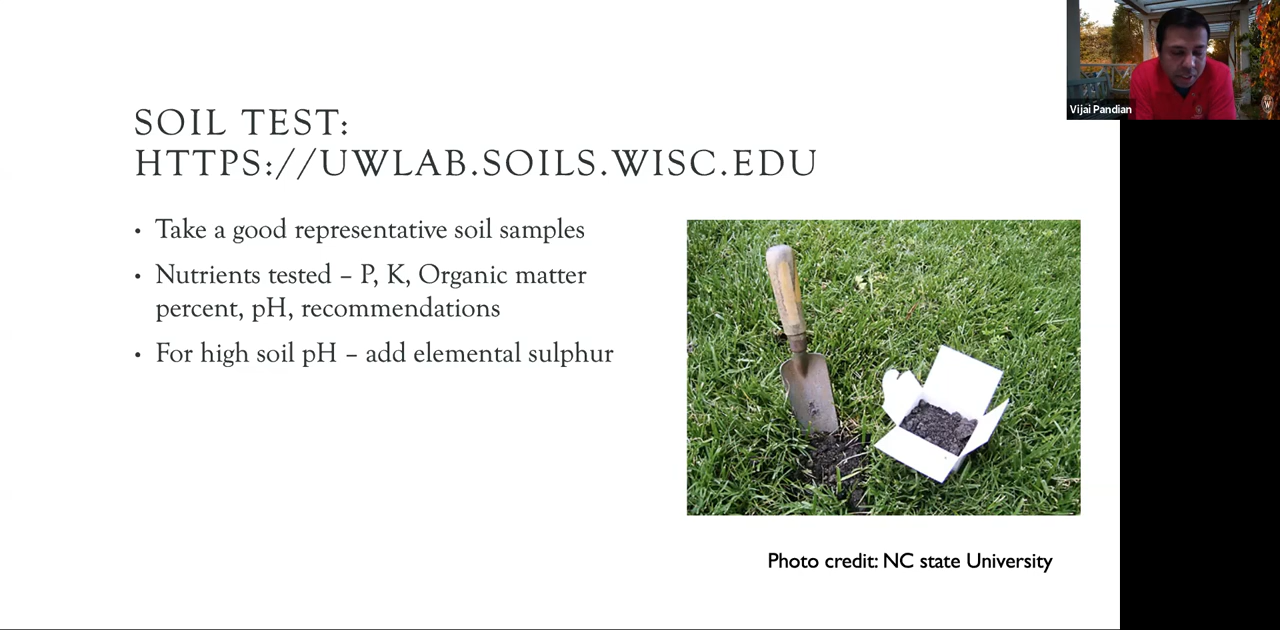 SOIL TEST:
HTTPS://UWLAB.SOILS.WISC.EDU
• Take a good representative soil samples
• Nutrients tested – P, K, Organic matter
percent, pH, recommendations
• For high soil pH – add elemental sulphur
Photo credit: NC state University
Vijai Pandian
W